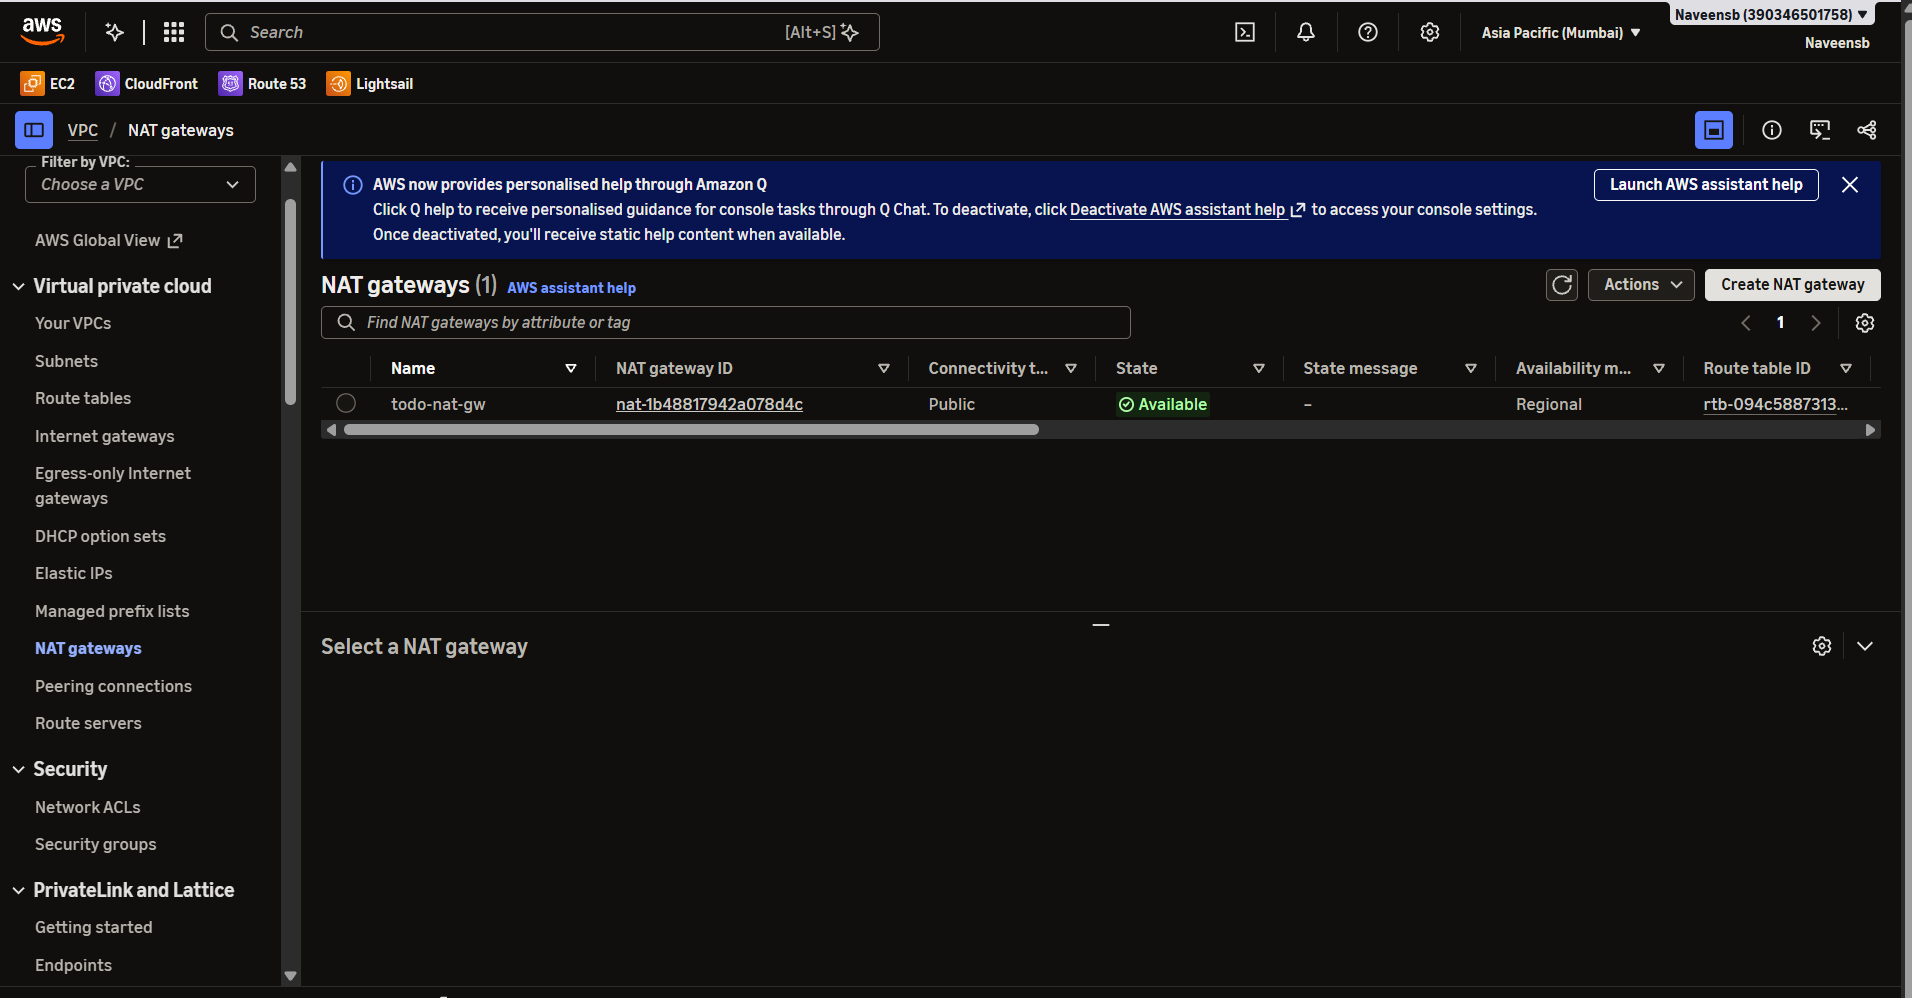 aws
Search
[Alt+S]
Asia Pacific (Mumbai)
Naveensb (390346501758)
Naveensb
EC2
CloudFront
Route 53
Lightsail
VPC / NAT gateways
Filter by VPC:
Choose a VPC
AWS Global View
Virtual private cloud
Your VPCs
Subnets
Route tables
Internet gateways
Egress-only Internet
gateways
DHCP option sets
Elastic IPs
Managed prefix lists
NAT gateways
Peering connections
Route servers
Security
Network ACLs
Security groups
PrivateLink and Lattice
Getting started
Endpoints
AWS now provides personalised help through Amazon Q
Click Q help to receive personalised guidance for console tasks through Q Chat. To deactivate, click Deactivate AWS assistant help to access your console settings.
Once deactivated, you'll receive static help content when available.
Launch AWS assistant help
NAT gateways (1) AWS assistant help
Actions
Create NAT gateway
Find NAT gateways by attribute or tag
1
Name NAT gateway ID Connectivity t... State State message Availability m... Route table ID
todo-nat-gw nat-1b48817942a078d4c Public Available – Regional rtb-094c5887313...
Select a NAT gateway